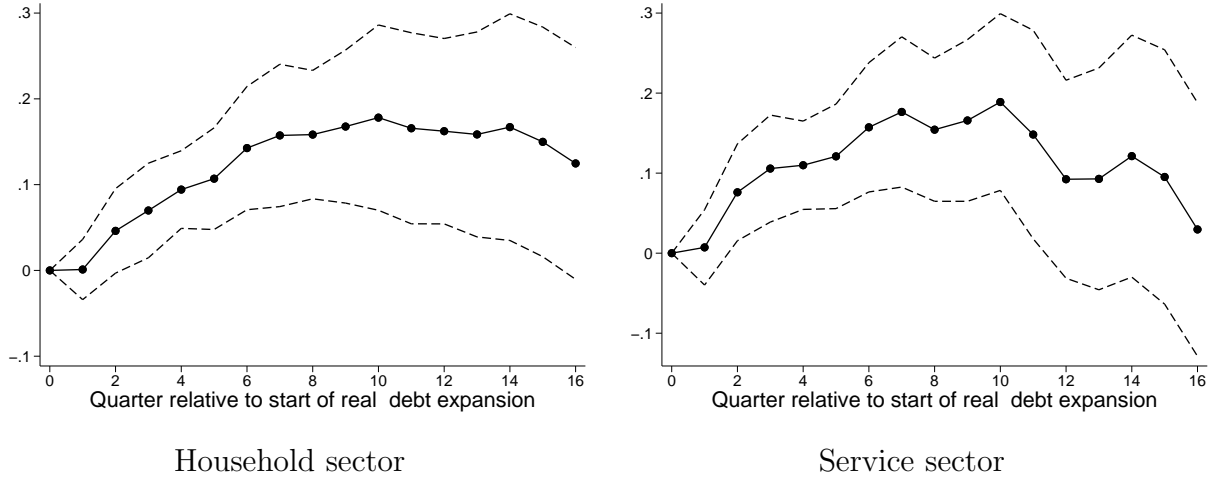 .3
.2
.1
0
−.1
0 2 4 6 8 10 12 14 16
Quarter relative to start of real debt expansion
Household sector
.3
.2
.1
0
−.1
0 2 4 6 8 10 12 14 16
Quarter relative to start of real debt expansion
Service sector